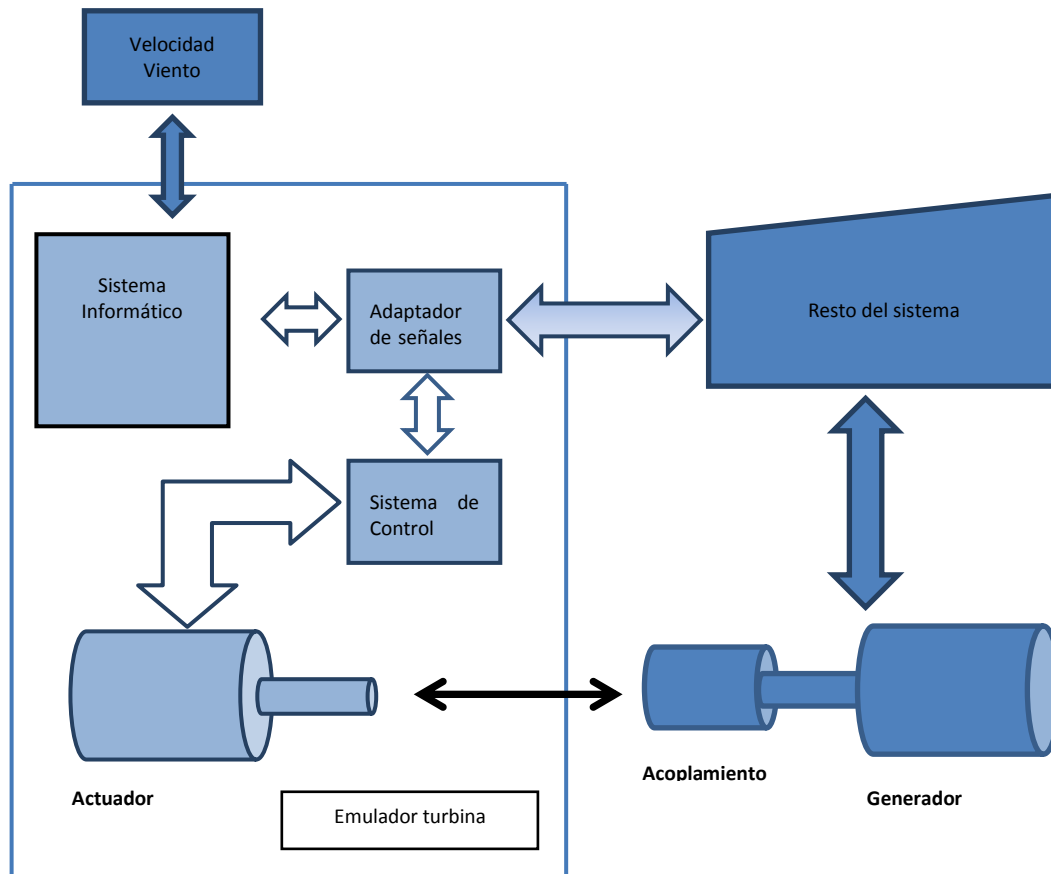 Velocidad
Viento
Sistema
Informático
Adaptador
de señales
Resto del sistema
Sistema de
Control
Actuador
Acoplamiento
Generador
Emulador turbina